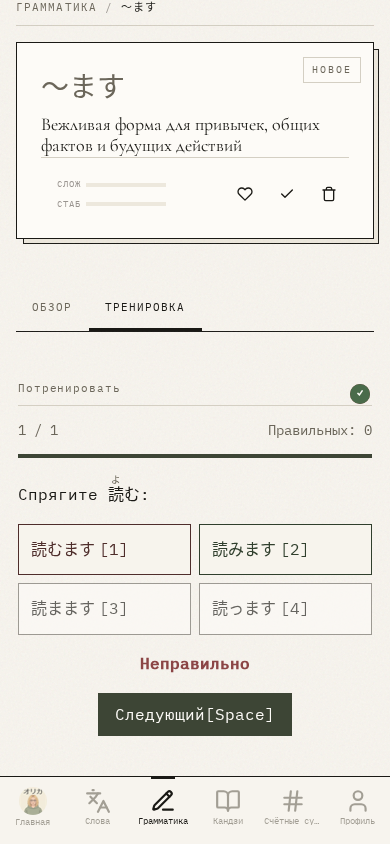 ГРАММАТИКА / 〜ます
НОВОЕ
〜ます
Вежливая форма для привычек, общих
фактов и будущих действий
СЛОЖ
СТАБ
ОБЗОР ТРЕНИРОВКА
Потренировать
1 / 1 Правильных: 0
よ
Спрягите 読む:
読むます [1] 読みます [2]
読まます [3] 読っます [4]
Неправильно
Следующий[Space]
オリカ
Главная Слова Грамматика Кандзи Счётные су… Профиль